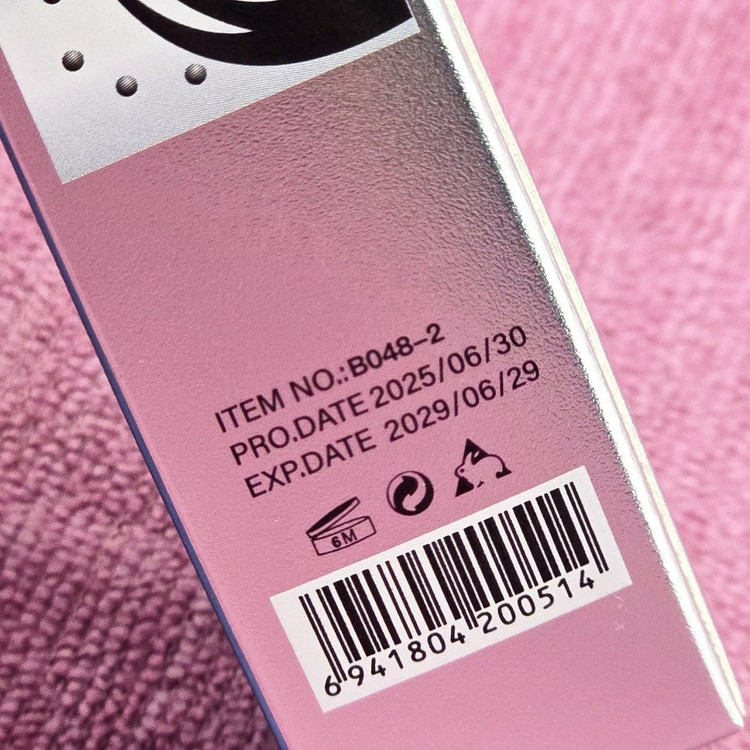 ITEM NO.:B048-2
PRO.DATE 2025/06/30
EXP.DATE 2029/06/29
6M
6941804200514